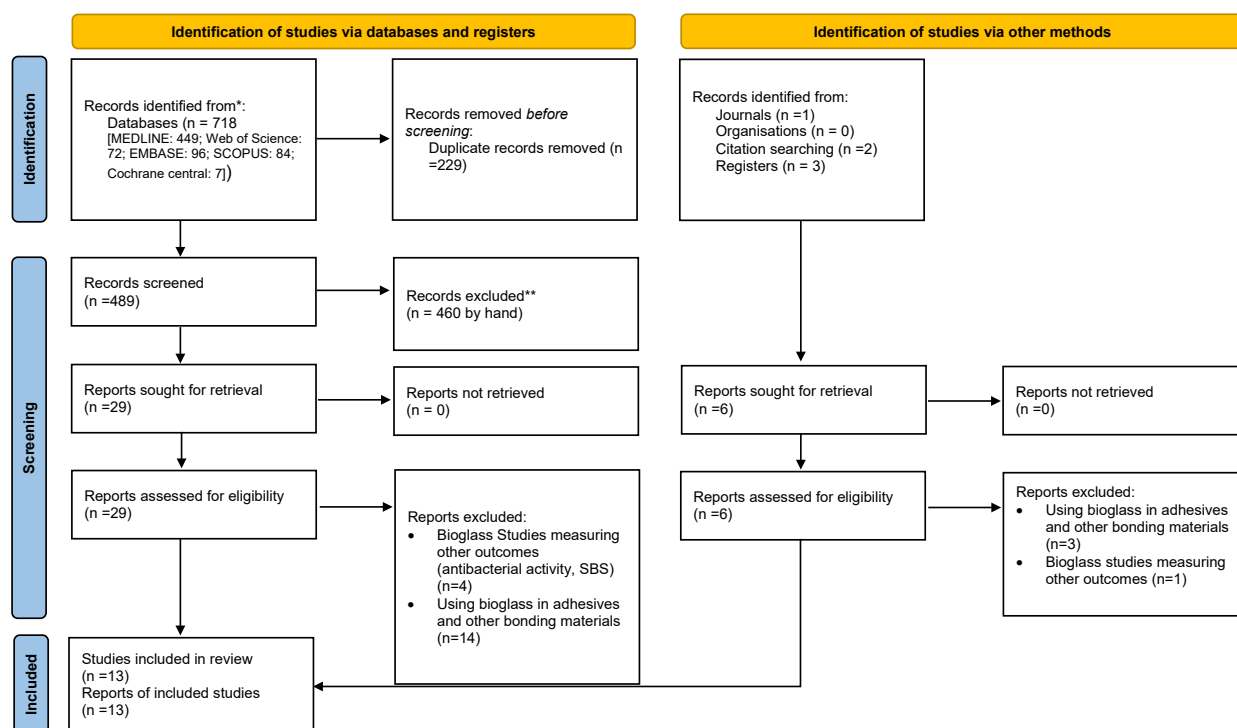 Identification of studies via databases and registers
Identification of studies via other methods
Identification
Records identified from*:
Databases (n = 718
[MEDLINE: 449; Web of Science:
72; EMBASE: 96; SCOPUS: 84;
Cochrane central: 7])
Records removed before
screening:
Duplicate records removed (n
=229)
Records identified from:
Journals (n =1)
Organisations (n = 0)
Citation searching (n =2)
Registers (n = 3)
Screening
Records screened
(n =489)
Records excluded**
(n = 460 by hand)
Reports sought for retrieval
(n =29)
Reports not retrieved
(n = 0)
Reports sought for retrieval
(n =6)
Reports not retrieved
(n =0)
Reports assessed for eligibility
(n =29)
Reports excluded:
• Bioglass Studies measuring
other outcomes
(antibacterial activity, SBS)
(n=4)
• Using bioglass in adhesives
and other bonding materials
(n=14)
Reports assessed for eligibility
(n =6)
Reports excluded:
• Using bioglass in adhesives
and other bonding materials
(n=3)
• Bioglass studies measuring
other outcomes (n=1)
Included
Studies included in review
(n =13)
Reports of included studies
(n =13)